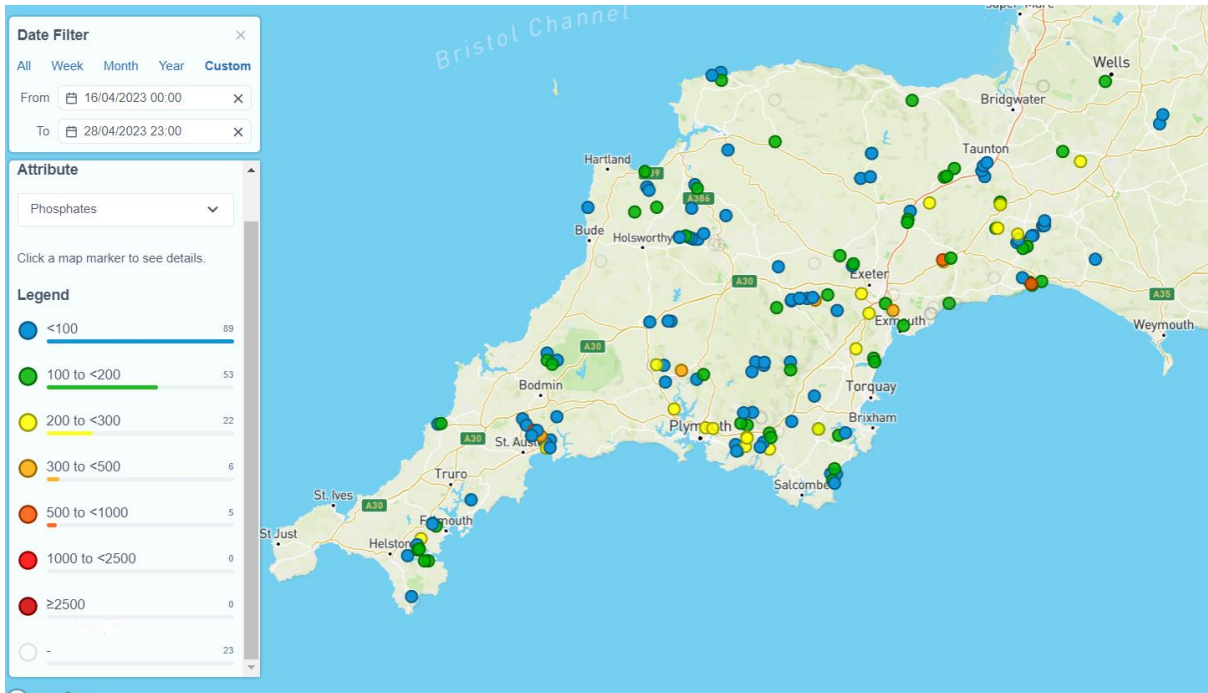 Date Filter ×
All Week Month Year Custom
From 16/04/2023 00:00 ×
To 28/04/2023 23:00 ×
Attribute
Phosphates
Click a map marker to see details.
Legend
<100 89
100 to <200 53
200 to <300 22
300 to <500 6
500 to <1000 5
1000 to <2500 0
≥2500 0
- 23
Bristol Channel
Wells
Bridgwater
Taunton
Hartland
A386
Bude
Holsworthy
A30
Exeter
A35
Exmouth
Weymouth
A30
Bodmin
Torquay
Brixham
Plymouth
A30
Truro
Salcombe
St. Ives
A30
St Just
Helston